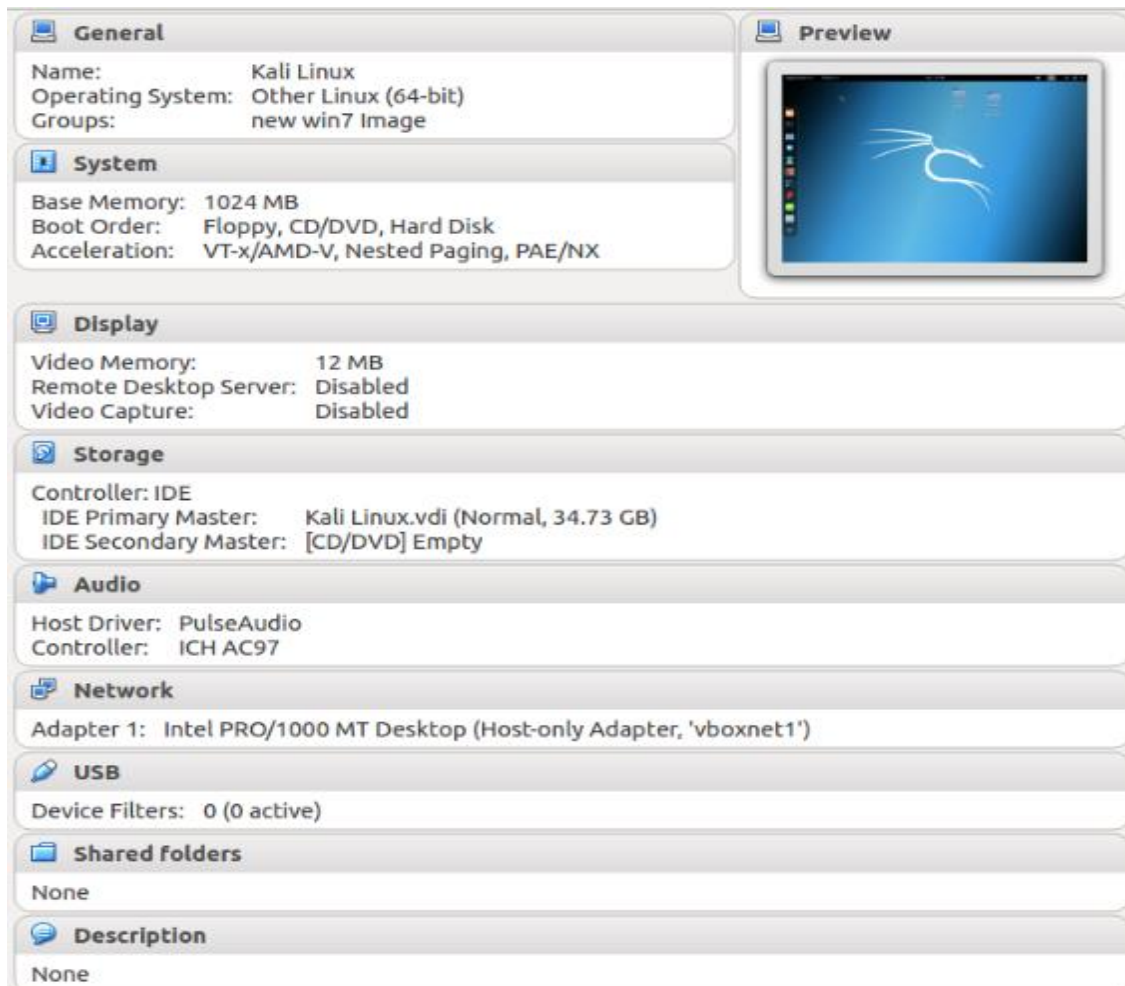 General
Name: Kali Linux
Operating System: Other Linux (64-bit)
Groups: new win7 Image
System
Base Memory: 1024 MB
Boot Order: Floppy, CD/DVD, Hard Disk
Acceleration: VT-x/AMD-V, Nested Paging, PAE/NX
Preview
Display
Video Memory: 12 MB
Remote Desktop Server: Disabled
Video Capture: Disabled
Storage
Controller: IDE
IDE Primary Master: Kali Linux.vdi (Normal, 34.73 GB)
IDE Secondary Master: [CD/DVD] Empty
Audio
Host Driver: PulseAudio
Controller: ICH AC97
Network
Adapter 1: Intel PRO/1000 MT Desktop (Host-only Adapter, 'vboxnet1')
USB
Device Filters: 0 (0 active)
Shared folders
None
Description
None